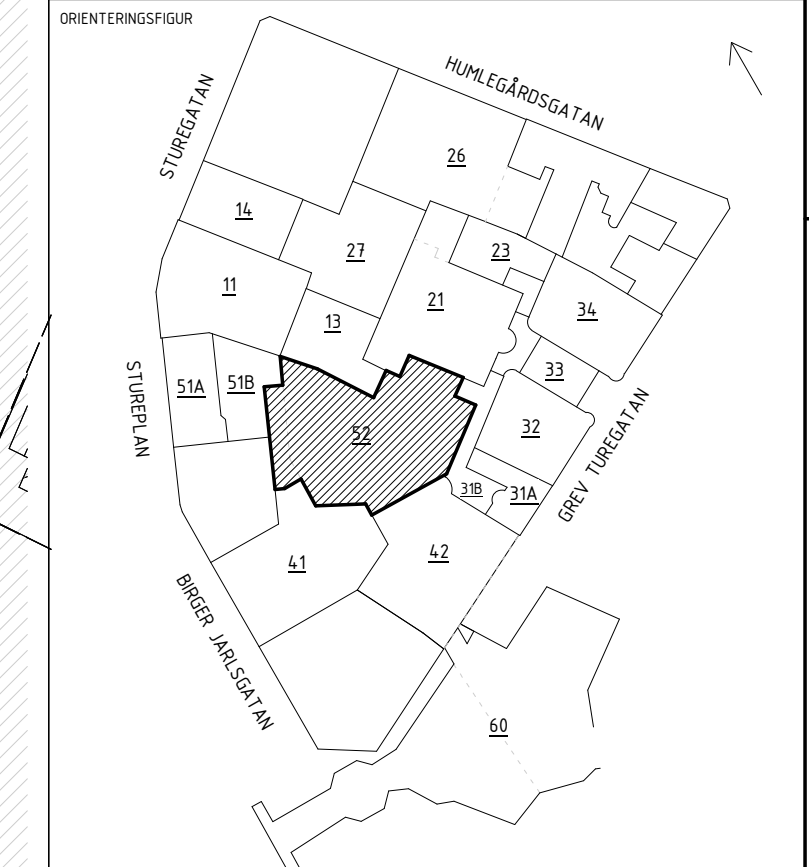 ORIENTERINGSFIGUR
HUMLEGÅRDSGATAN
STUREGATAN
26
14
27
23
11
21
34
13
33
51A
51B
STUREPLAN
52
32
GREV TUREGATAN
31B
31A
42
41
BIRGER JARLSGATAN
60